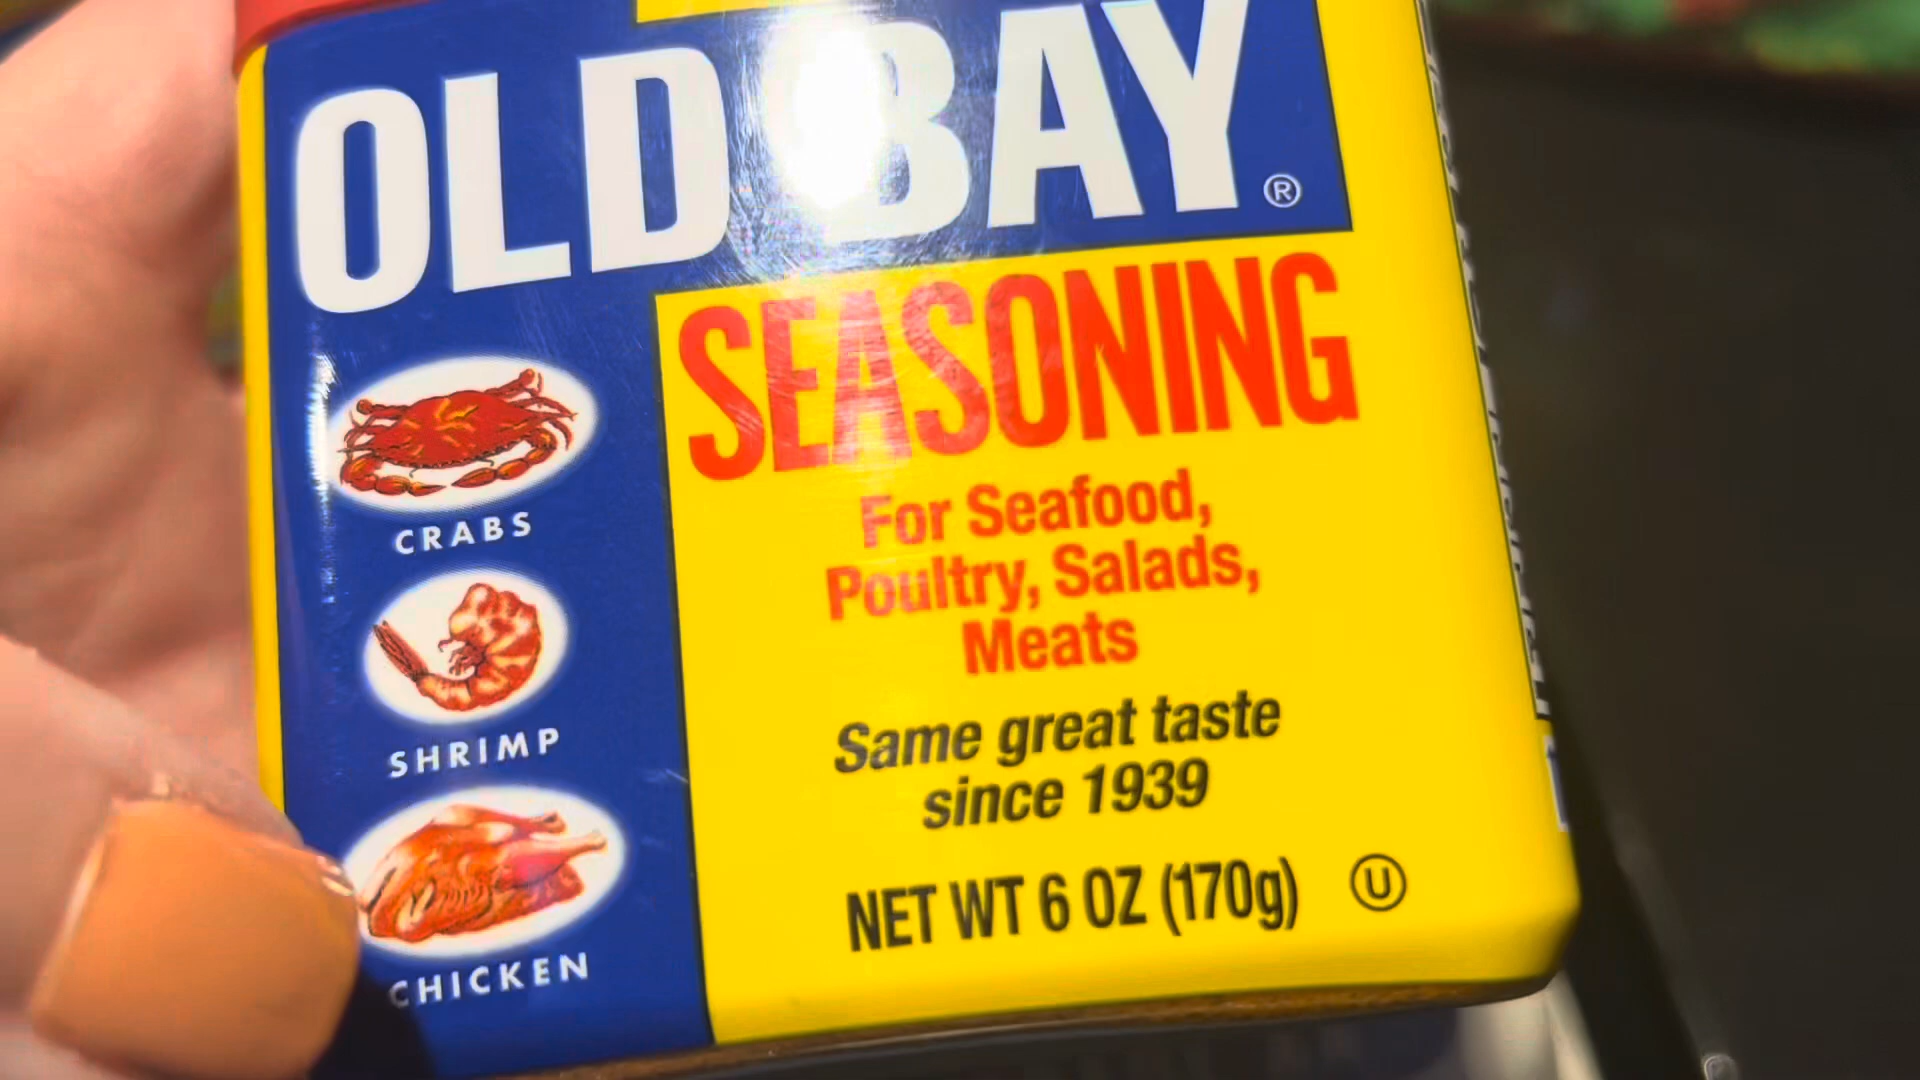 OLD BAY®
SEASONING
For Seafood,
Poultry, Salads,
Meats
Same great taste
since 1939
NET WT 6 OZ (170g) Ⓤ
CRABS
SHRIMP
CHICKEN